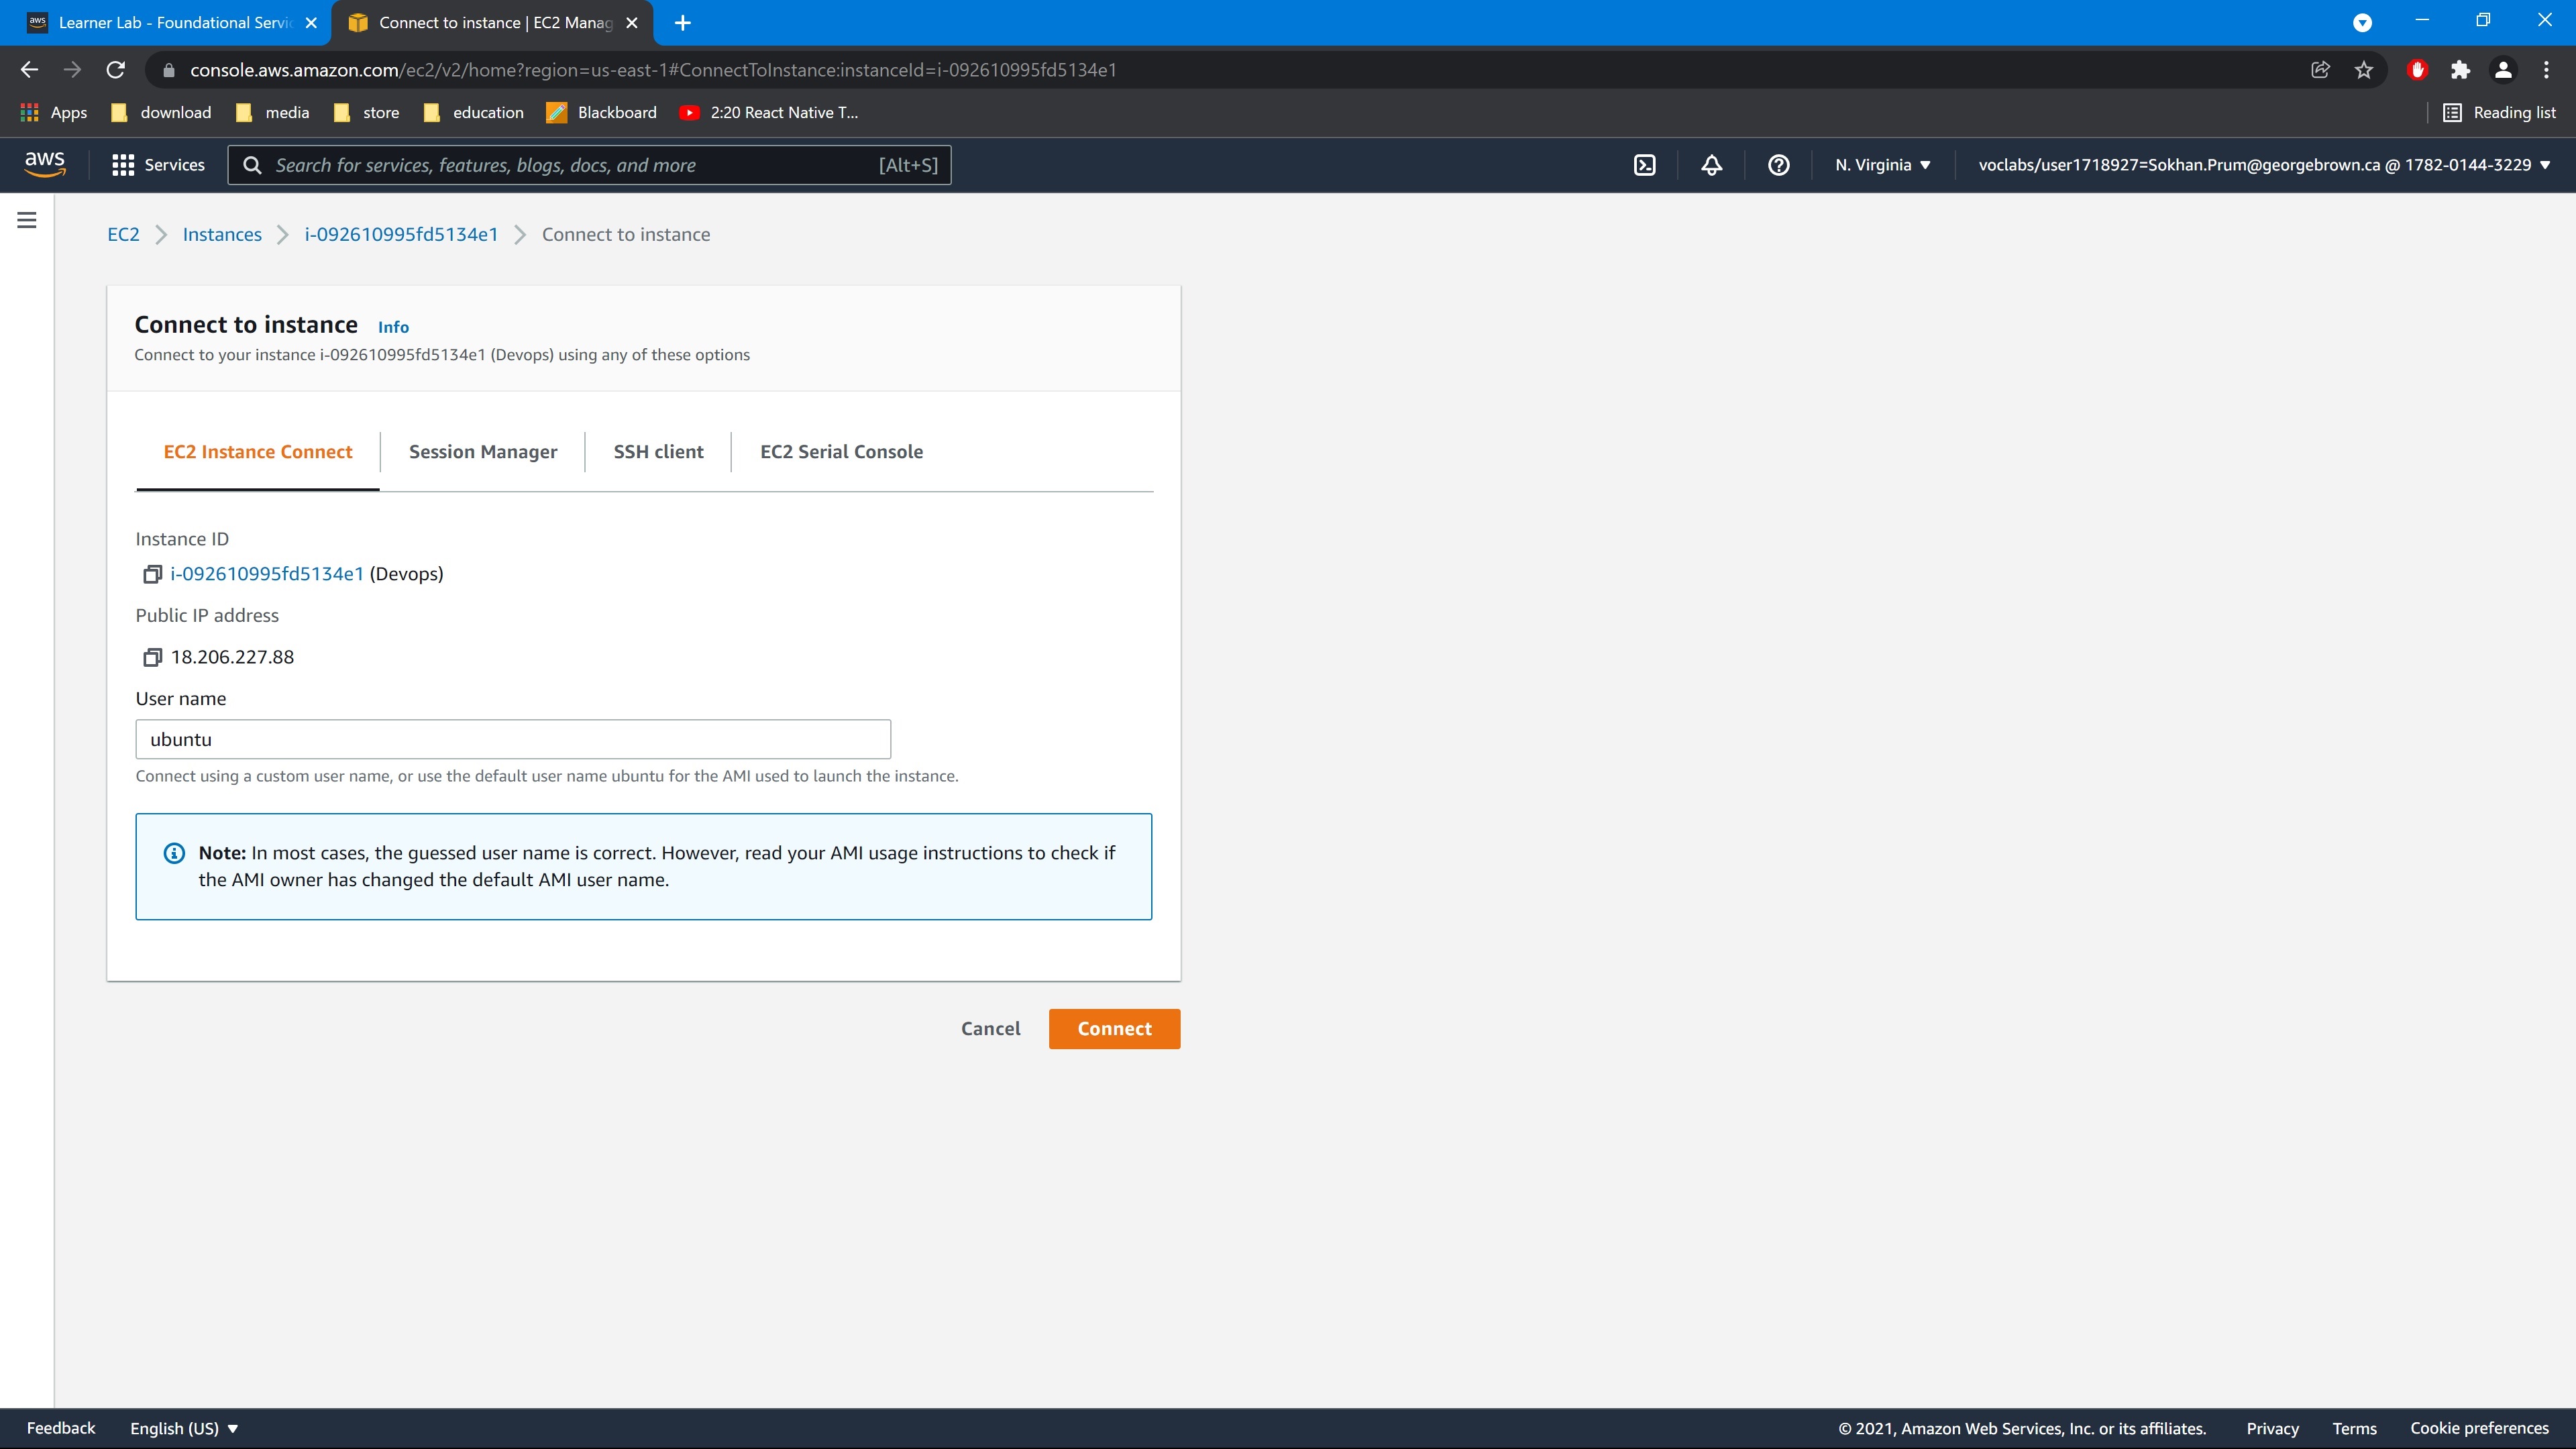 aws
Learner Lab - Foundational Servic
Connect to instance | EC2 Manag
console.aws.amazon.com/ec2/v2/home?region=us-east-1#ConnectToInstance:instanceId=i-092610995fd5134e1
Apps
download
media
store
education
Blackboard
2:20 React Native T...
Reading list
aws
Services
Search for services, features, blogs, docs, and more
[Alt+S]
N. Virginia
voclabs/user1718927=Sokhan.Prum@georgebrown.ca @ 1782-0144-3229
EC2
Instances
i-092610995fd5134e1
Connect to instance
Connect to instance
Info
Connect to your instance i-092610995fd5134e1 (Devops) using any of these options
EC2 Instance Connect
Session Manager
SSH client
EC2 Serial Console
Instance ID
i-092610995fd5134e1 (Devops)
Public IP address
18.206.227.88
User name
ubuntu
Connect using a custom user name, or use the default user name ubuntu for the AMI used to launch the instance.
Note: In most cases, the guessed user name is correct. However, read your AMI usage instructions to check if
the AMI owner has changed the default AMI user name.
Cancel
Connect
Feedback
English (US)
© 2021, Amazon Web Services, Inc. or its affiliates.
Privacy
Terms
Cookie preferences